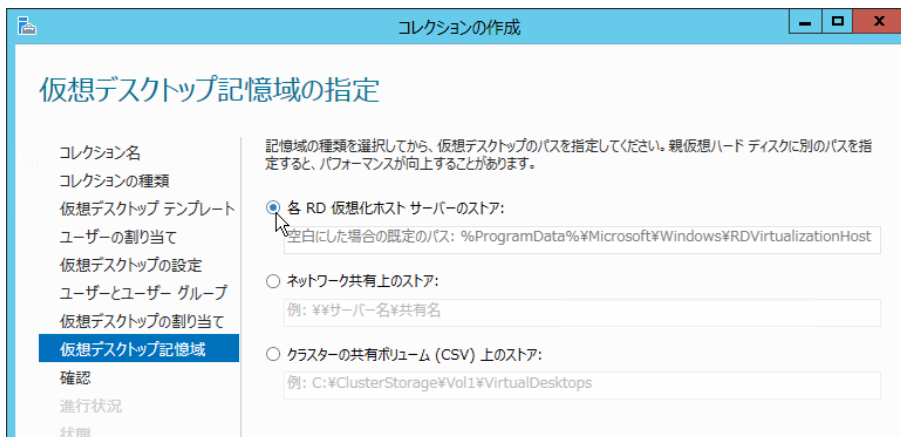 コレクションの作成
仮想デスクトップ記憶域の指定
コレクション名
コレクションの種類
仮想デスクトップ テンプレート
ユーザーの割り当て
仮想デスクトップの設定
ユーザーとユーザー グループ
仮想デスクトップの割り当て
仮想デスクトップ記憶域
確認
進行状況
状態
記憶域の種類を選択してから、仮想デスクトップのパスを指定してください。親仮想ハード ディスクに別のパスを指
定すると、パフォーマンスが向上することがあります。
各 RD 仮想化ホスト サーバーのストア:
空白にした場合の既定のパス: %ProgramData%¥Microsoft¥Windows¥RDVirtualizationHost
ネットワーク共有上のストア:
例: ¥¥サーバー名¥共有名
クラスターの共有ボリューム (CSV) 上のストア:
例: C:¥ClusterStorage¥Vol1¥VirtualDesktops